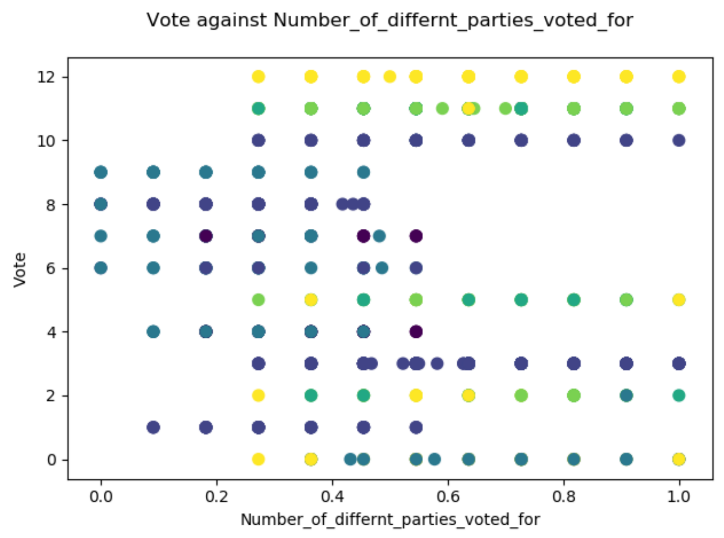 Vote against Number_of_differnt_parties_voted_for
12
10
8
6
4
2
0
Vote
0.0 0.2 0.4 0.6 0.8 1.0
Number_of_differnt_parties_voted_for